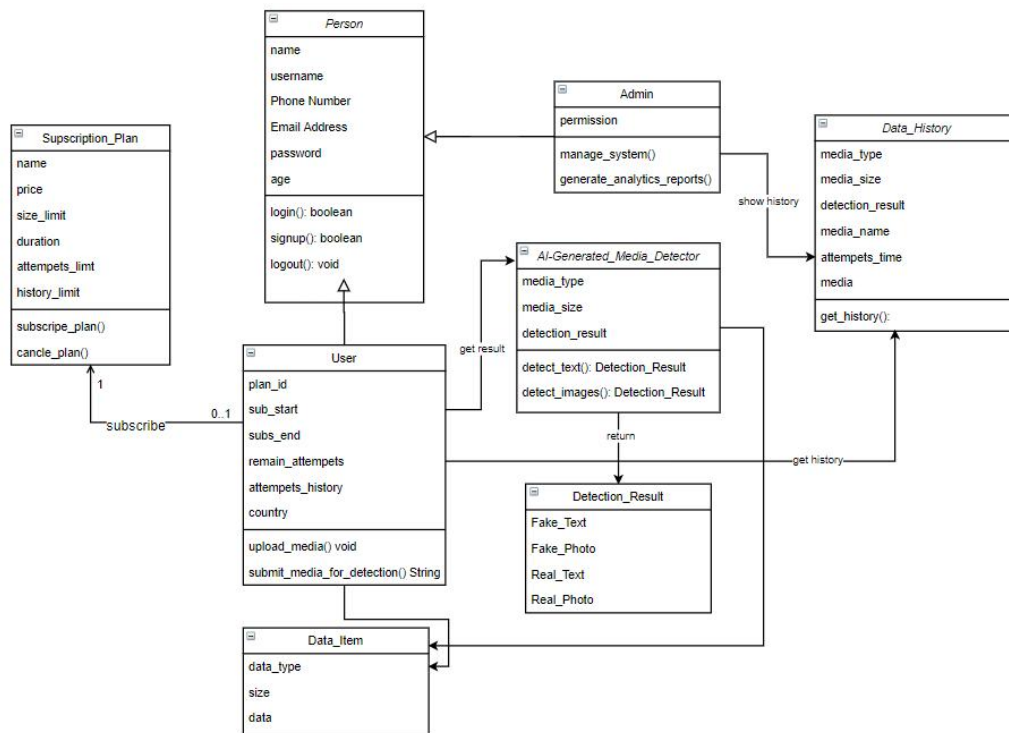 Person
name
username
Phone Number
Email Address
password
age
login(): boolean
signup(): boolean
logout(): void
Admin
permission
manage_system()
generate_analytics_reports()
Data_History
media_type
media_size
detection_result
media_name
attempets_time
media
get_history():
show history
Supscription_Plan
name
price
size_limit
duration
attempets_limt
history_limit
subscripe_plan()
cancle_plan()
1
0..1
subscribe
AI-Generated_Media_Detector
media_type
media_size
detection_result
detect_text(): Detection_Result
detect_images(): Detection_Result
get result
return
get history
User
plan_id
sub_start
subs_end
remain_attempets
attempets_history
country
upload_media() void
submit_media_for_detection() String
Detection_Result
Fake_Text
Fake_Photo
Real_Text
Real_Photo
Data_Item
data_type
size
data